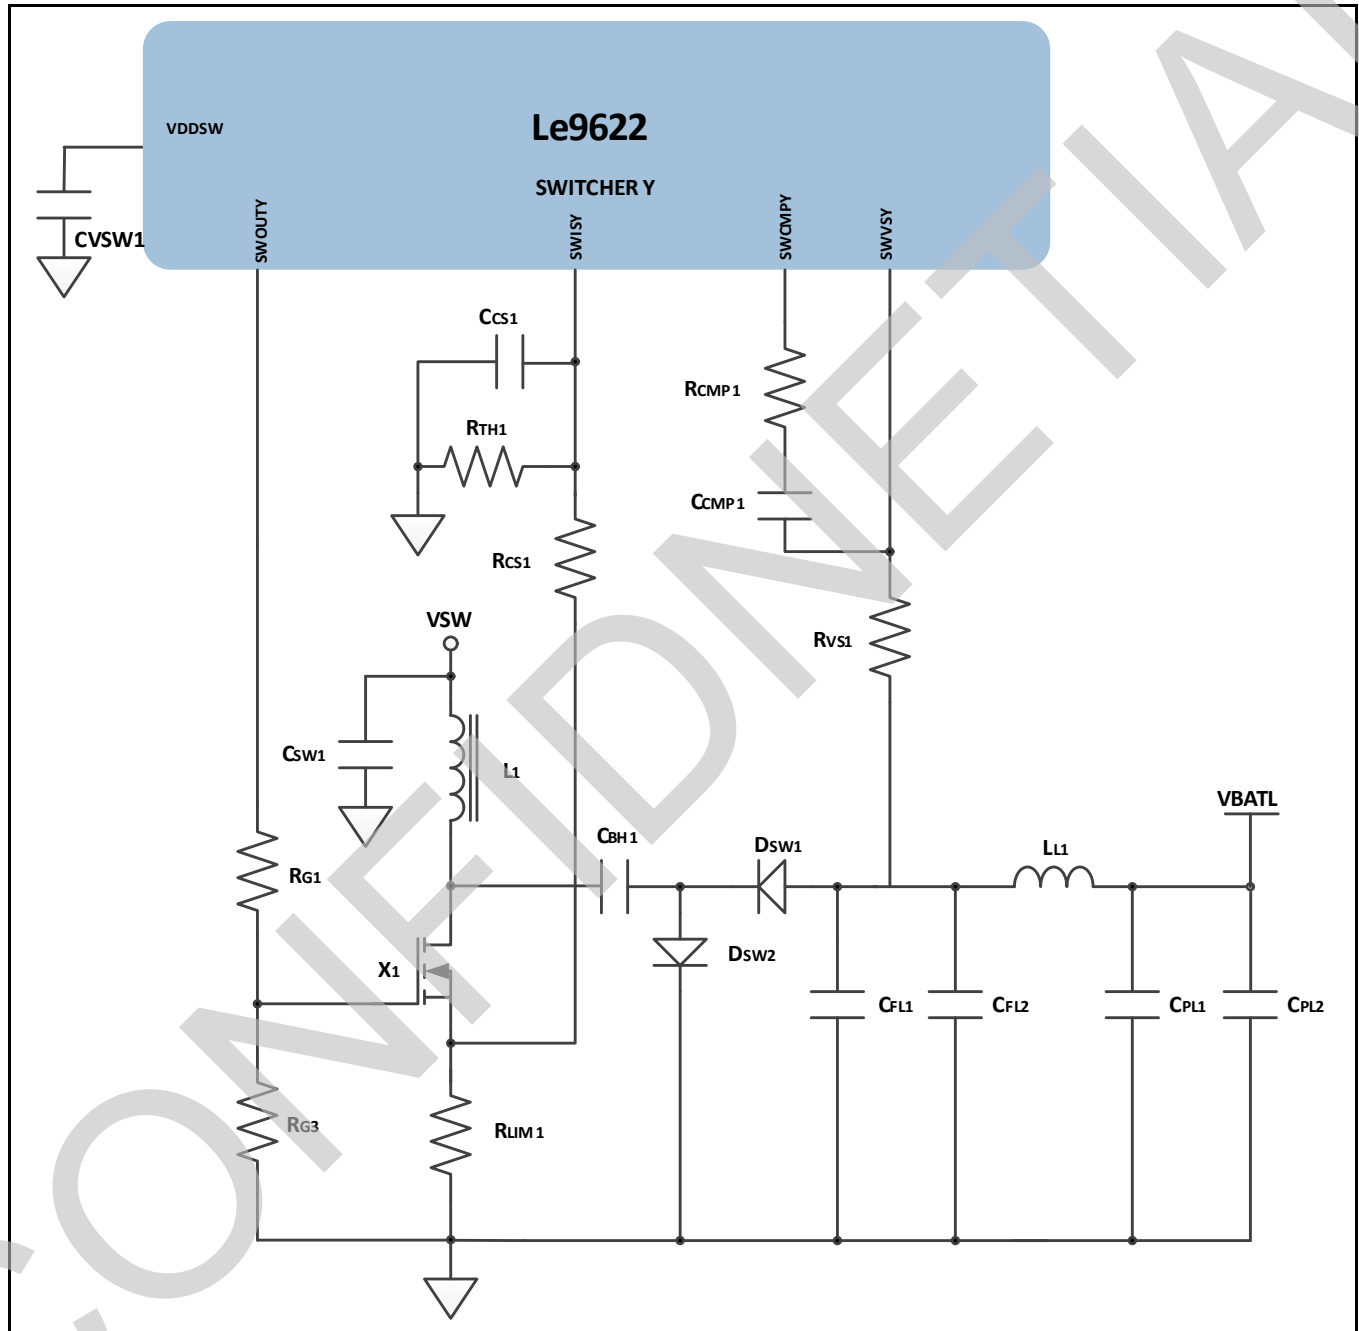 Le9622
VDDSW
SWITCHER Y
SWOUTY
SWISY
SWCMPY
SWVSY
CVSW1
CCS1
RTH1
RCMP1
CCMP1
RCS1
VSW
RVS1
CSW1
L1
VBATL
CBH1
DSW1
LL1
RG1
DSW2
X1
CFL1
CFL2
CPL1
CPL2
RG3
RLIM1
CONFIDNETIA